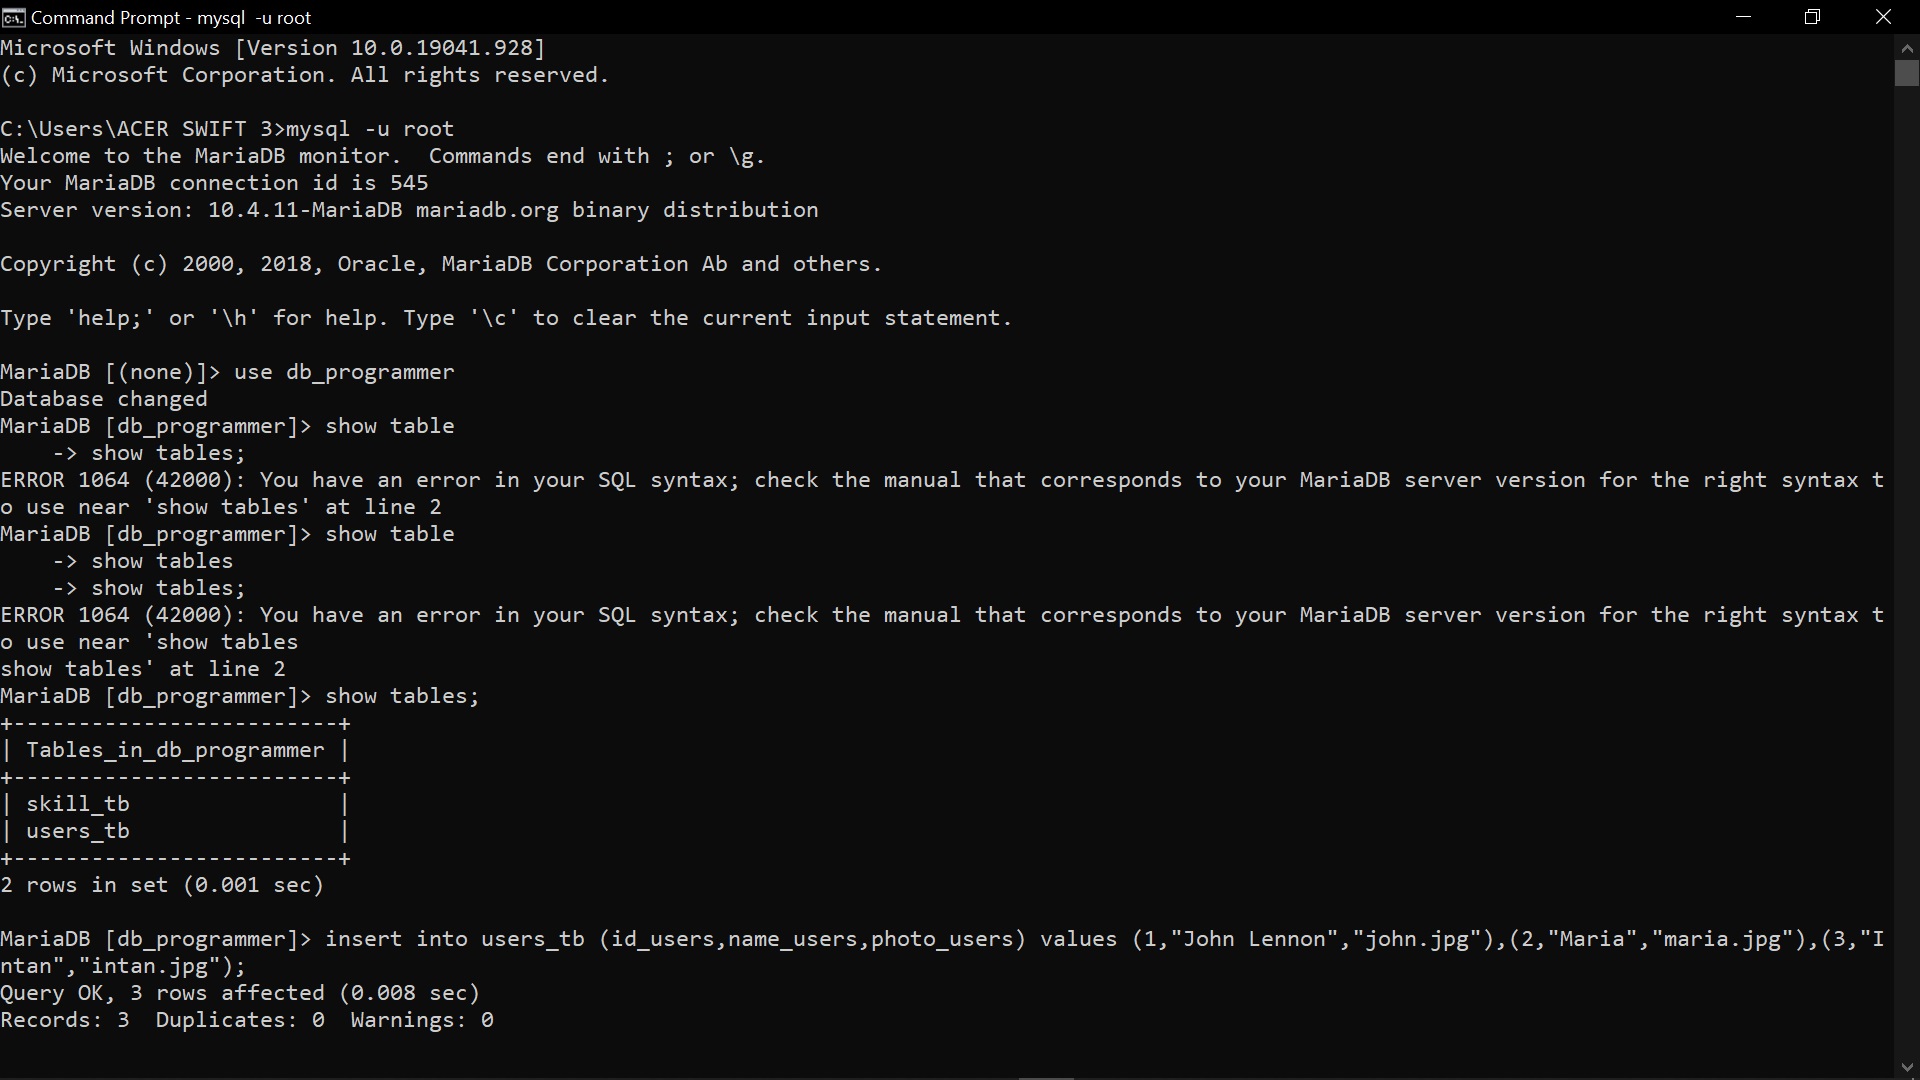 Command Prompt - mysql  -u root
Microsoft Windows [Version 10.0.19041.928]
(c) Microsoft Corporation. All rights reserved.
C:\Users\ACER SWIFT 3>mysql -u root
Welcome to the MariaDB monitor.  Commands end with ; or \g.
Your MariaDB connection id is 545
Server version: 10.4.11-MariaDB mariadb.org binary distribution
Copyright (c) 2000, 2018, Oracle, MariaDB Corporation Ab and others.
Type 'help;' or '\h' for help. Type '\c' to clear the current input statement.
MariaDB [(none)]> use db_programmer
Database changed
MariaDB [db_programmer]> show table
    -> show tables;
ERROR 1064 (42000): You have an error in your SQL syntax; check the manual that corresponds to your MariaDB server version for the right syntax t
o use near 'show tables' at line 2
MariaDB [db_programmer]> show table
    -> show tables
    -> show tables;
ERROR 1064 (42000): You have an error in your SQL syntax; check the manual that corresponds to your MariaDB server version for the right syntax t
o use near 'show tables
show tables' at line 2
MariaDB [db_programmer]> show tables;
+-------------------------+
| Tables_in_db_programmer |
+-------------------------+
| skill_tb                |
| users_tb                |
+-------------------------+
2 rows in set (0.001 sec)
MariaDB [db_programmer]> insert into users_tb (id_users,name_users,photo_users) values (1,"John Lennon","john.jpg"),(2,"Maria","maria.jpg"),(3,"I
ntan","intan.jpg");
Query OK, 3 rows affected (0.008 sec)
Records: 3  Duplicates: 0  Warnings: 0